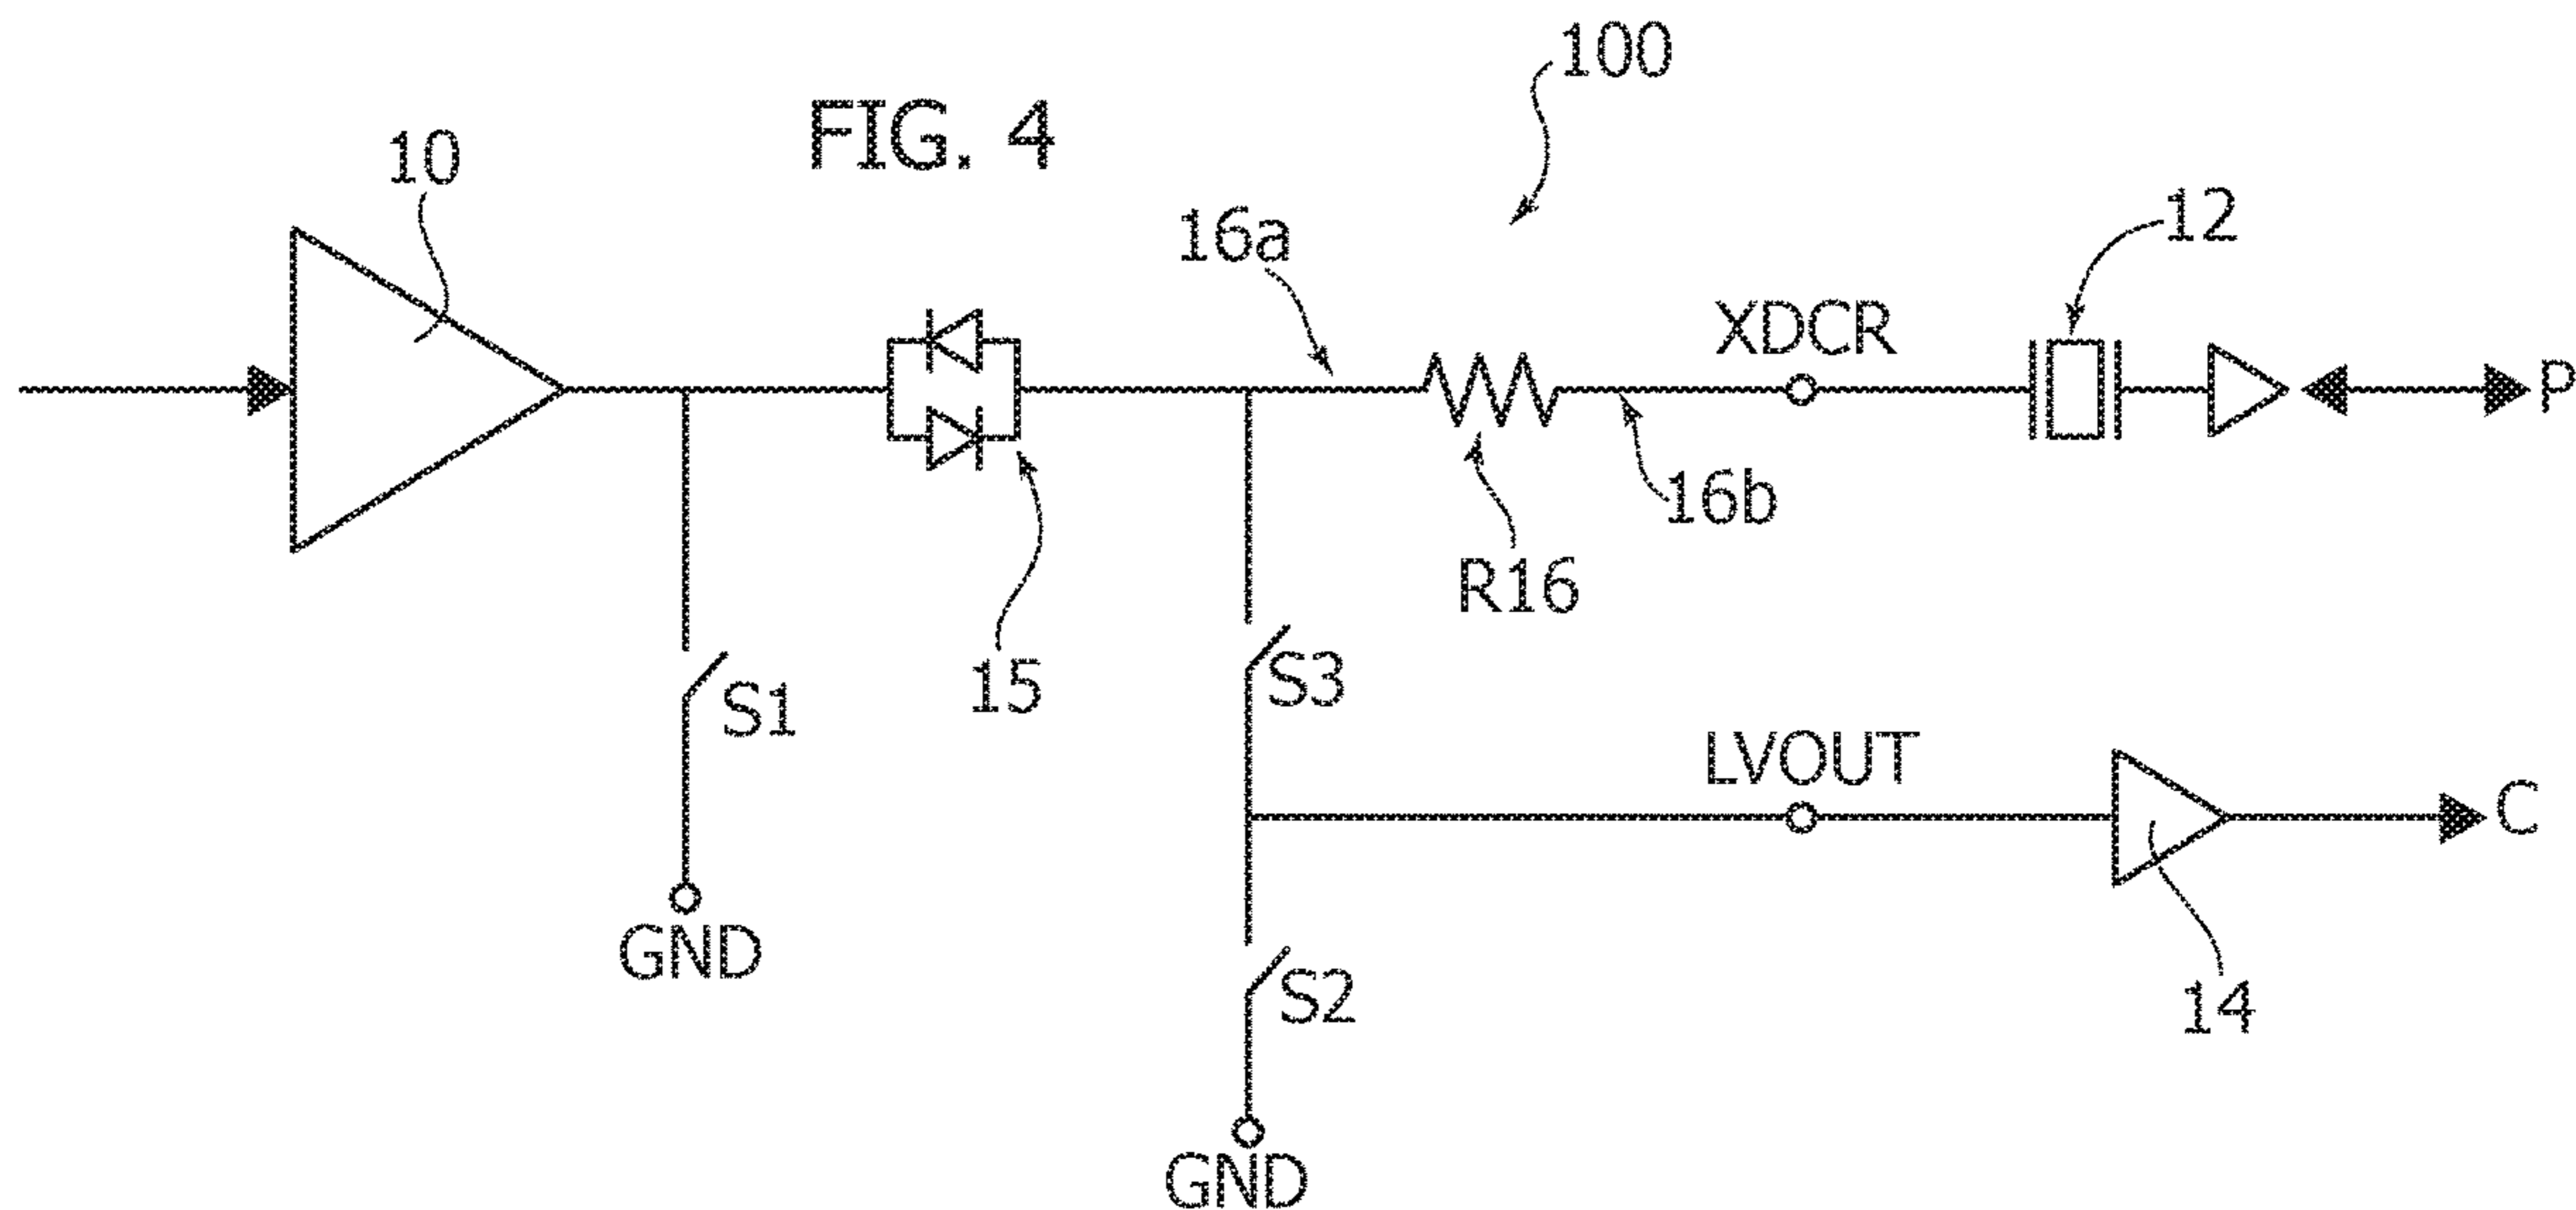 100
FIG. 4
10
12
16a
XDCR
P
16b
R16
15
S3
S1
LVOUT
C
GND
S2
14
GND